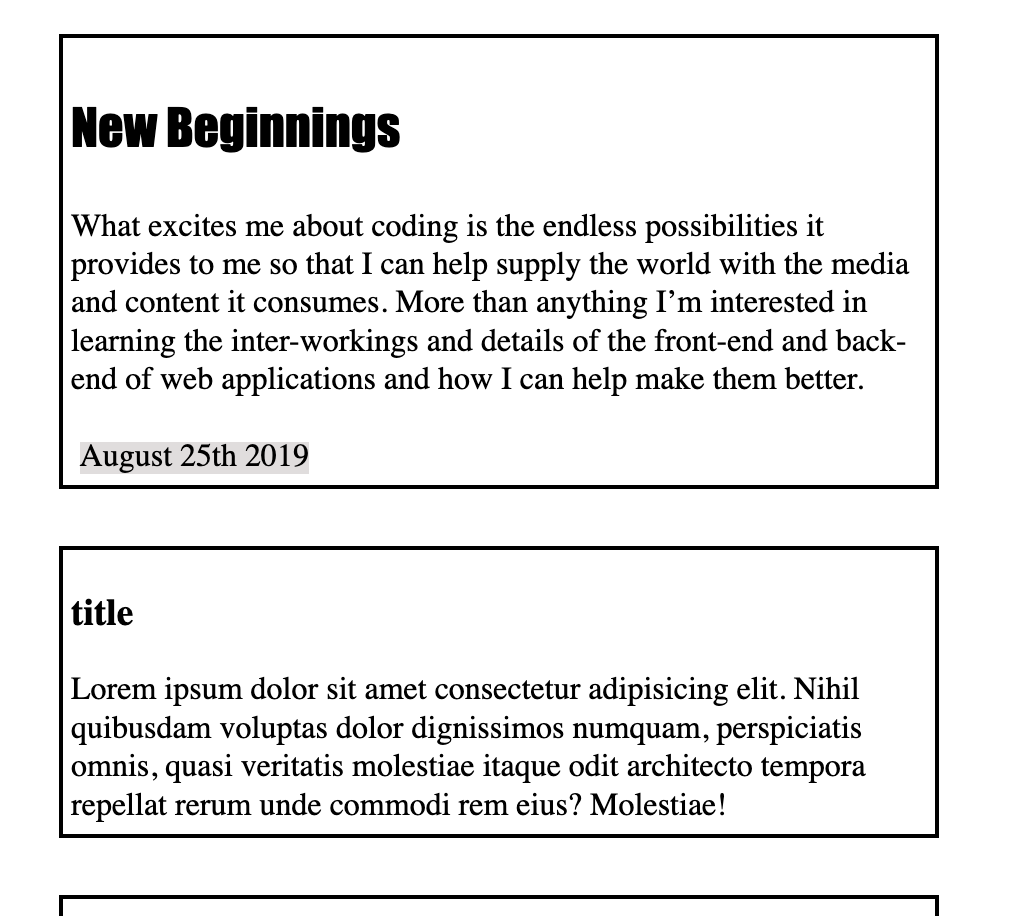 New Beginnings
What excites me about coding is the endless possibilities it
provides to me so that I can help supply the world with the media
and content it consumes. More than anything I’m interested in
learning the inter-workings and details of the front-end and back-
end of web applications and how I can help make them better.
August 25th 2019
title
Lorem ipsum dolor sit amet consectetur adipisicing elit. Nihil
quibusdam voluptas dolor dignissimos numquam, perspiciatis
omnis, quasi veritatis molestiae itaque odit architecto tempora
repellat rerum unde commodi rem eius? Molestiae!